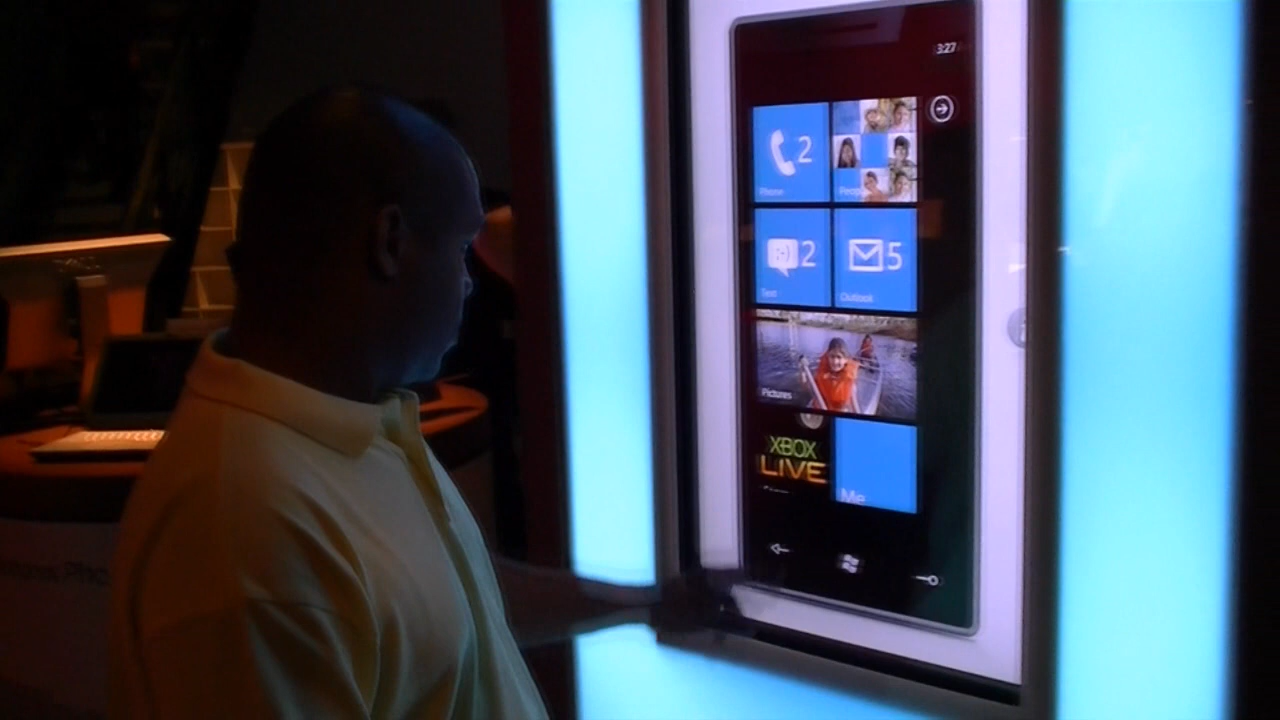 3:27
2
Phone
People
2
Text
5
Outlook
Pictures
XBOX
LIVE
Me